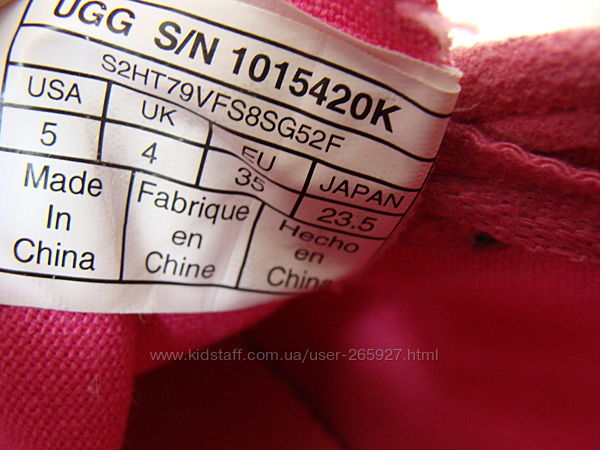 UGG S/N 1015420K
S2HT79VFS8SG52F
USA UK EU JAPAN
5 4 35 23.5
Made Fabrique Hecho
In en en
China Chine China
www.kidstaff.com.ua/user-265927.html